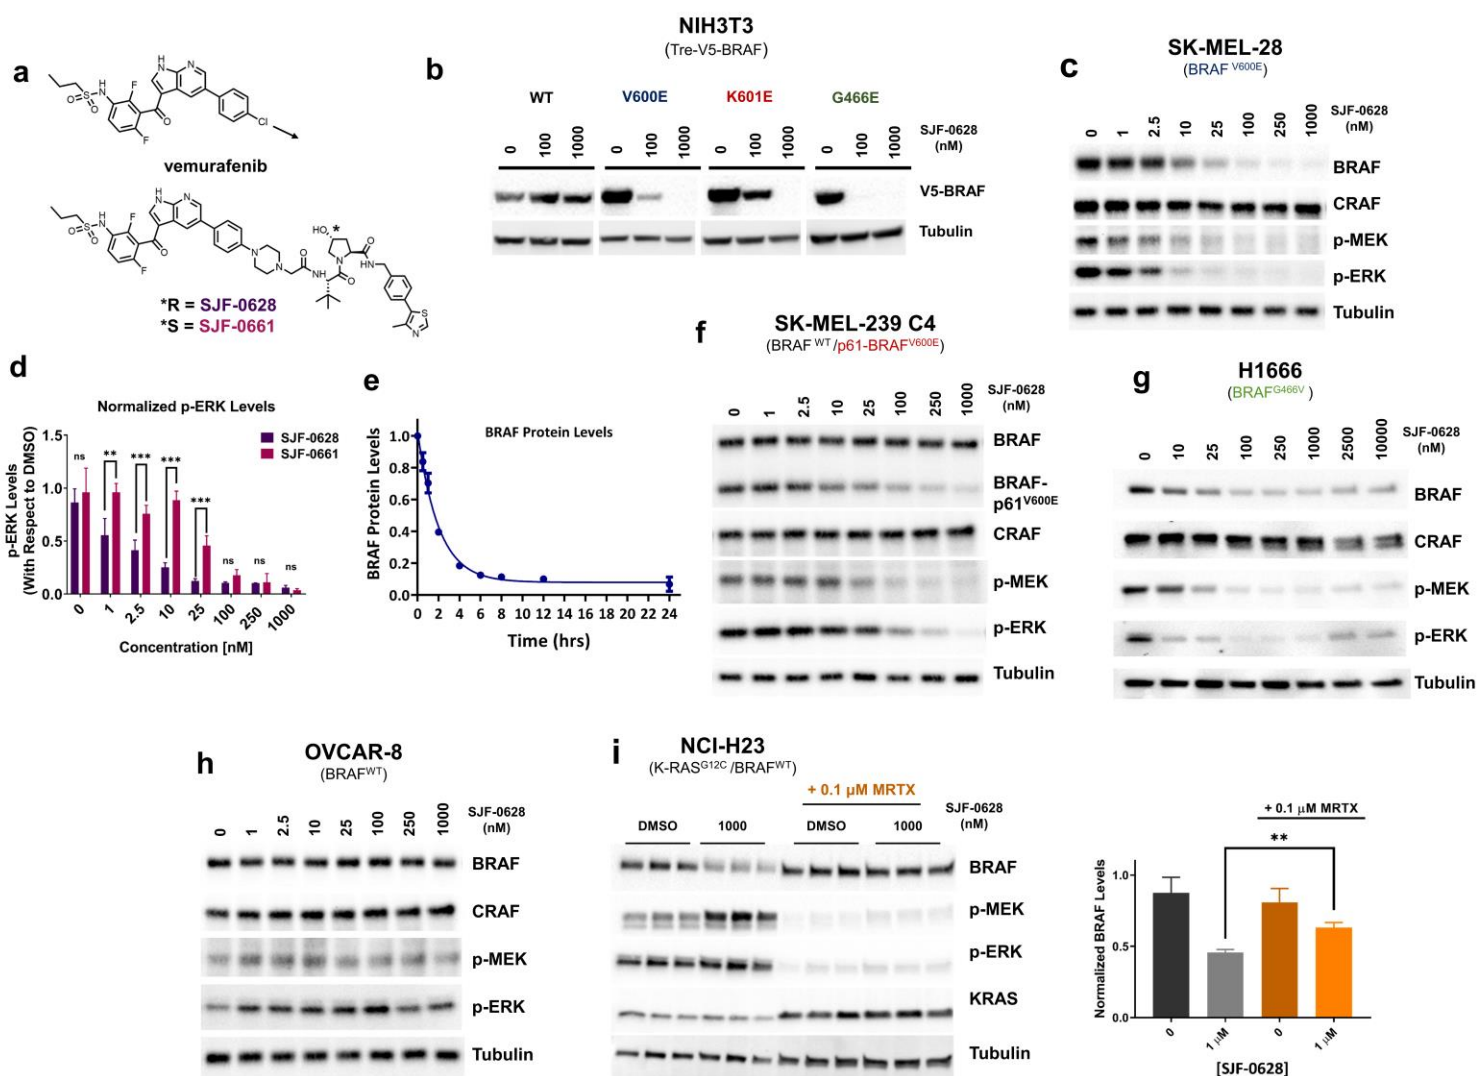 a
vemurafenib
*R = SJF-0628
*S = SJF-0661
N
H
N
Cl
F
F
O
O
O
S
HN
HO
*
b
NIH3T3
(Tre-V5-BRAF)
WT V600E K601E G466E
0 100 1000 0 100 1000 0 100 1000 0 100 1000
SJF-0628
(nM)
V5-BRAF
Tubulin
c
SK-MEL-28
(BRAF V600E)
0 1 2.5 10 25 100 250 1000
SJF-0628
(nM)
BRAF
CRAF
p-MEK
p-ERK
Tubulin
d
Normalized p-ERK Levels
SJF-0628
SJF-0661
p-ERK Levels
(With Respect to DMSO)
1.5
1.0
0.5
0.0
ns ** *** *** *** ns ns ns
0 1 2.5 10 25 100 250 1000
Concentration [nM]
e
BRAF Protein Levels
BRAF Protein Levels
1.0
0.8
0.6
0.4
0.2
0.0
0 2 4 6 8 10 12 14 16 18 20 22 24
Time (hrs)
f
SK-MEL-239 C4
(BRAF WT/p61-BRAFV600E)
0 1 2.5 10 25 100 250 1000
SJF-0628
(nM)
BRAF
BRAF-
p61V600E
CRAF
p-MEK
p-ERK
Tubulin
g
H1666
(BRAFG466V)
0 10 25 100 250 1000 2500 10000
SJF-0628
(nM)
BRAF
CRAF
p-MEK
p-ERK
Tubulin
h
OVCAR-8
(BRAFWT)
0 1 2.5 10 25 100 250 1000
SJF-0628
(nM)
BRAF
CRAF
p-MEK
p-ERK
Tubulin
i
NCI-H23
(K-RASG12C/BRAFWT)
+ 0.1 µM MRTX
DMSO 1000 DMSO 1000
SJF-0628
(nM)
BRAF
p-MEK
p-ERK
KRAS
Tubulin
+ 0.1 µM MRTX
**
Normalized BRAF Levels
1.0
0.5
0.0
0 1 µM 0 1 µM
[SJF-0628]